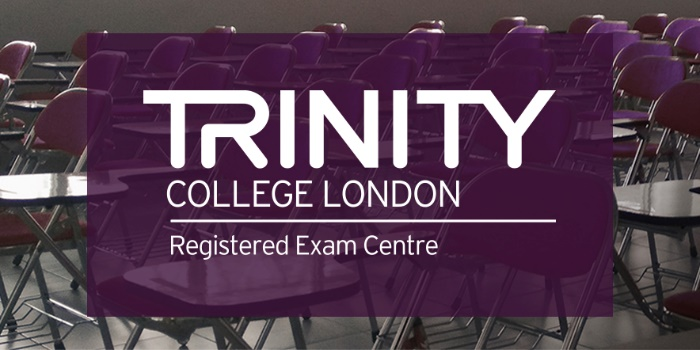 TRINITY
COLLEGE LONDON
Registered Exam Centre